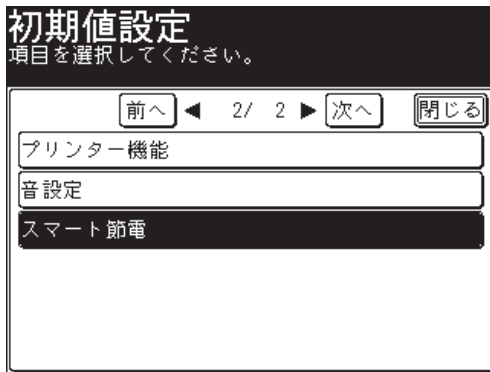 初期値設定
項目を選択してください。
前へ ◀ 2/ 2 ▶ 次へ 閉じる
プリンター機能
音設定
スマート節電